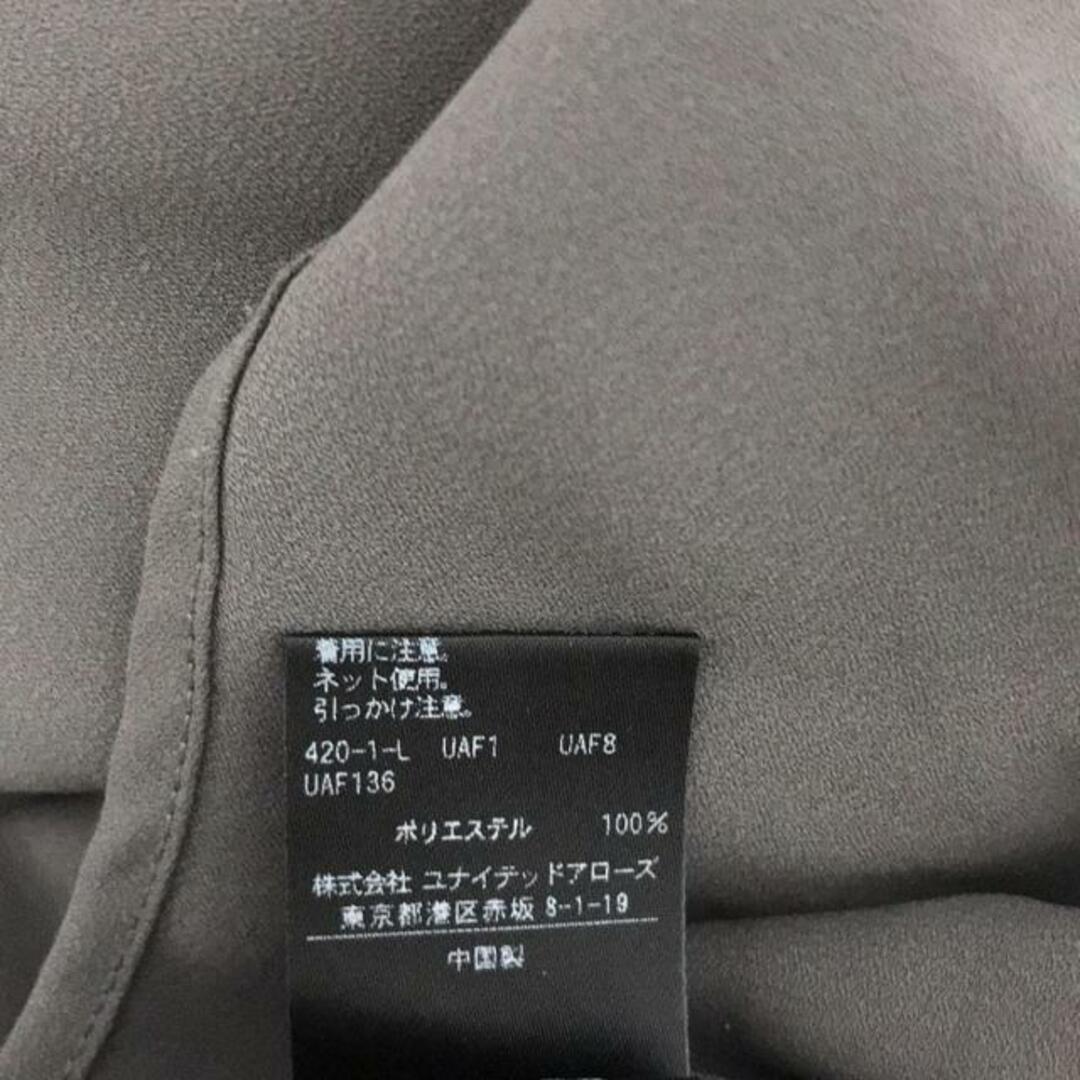 着用に注意。
ネット使用。
引っかけ注意。
420-1-L UAF1 UAF8
UAF136
ポリエステル 100%
株式会社 ユナイテッドアローズ
東京都港区赤坂 8-1-19
中国製